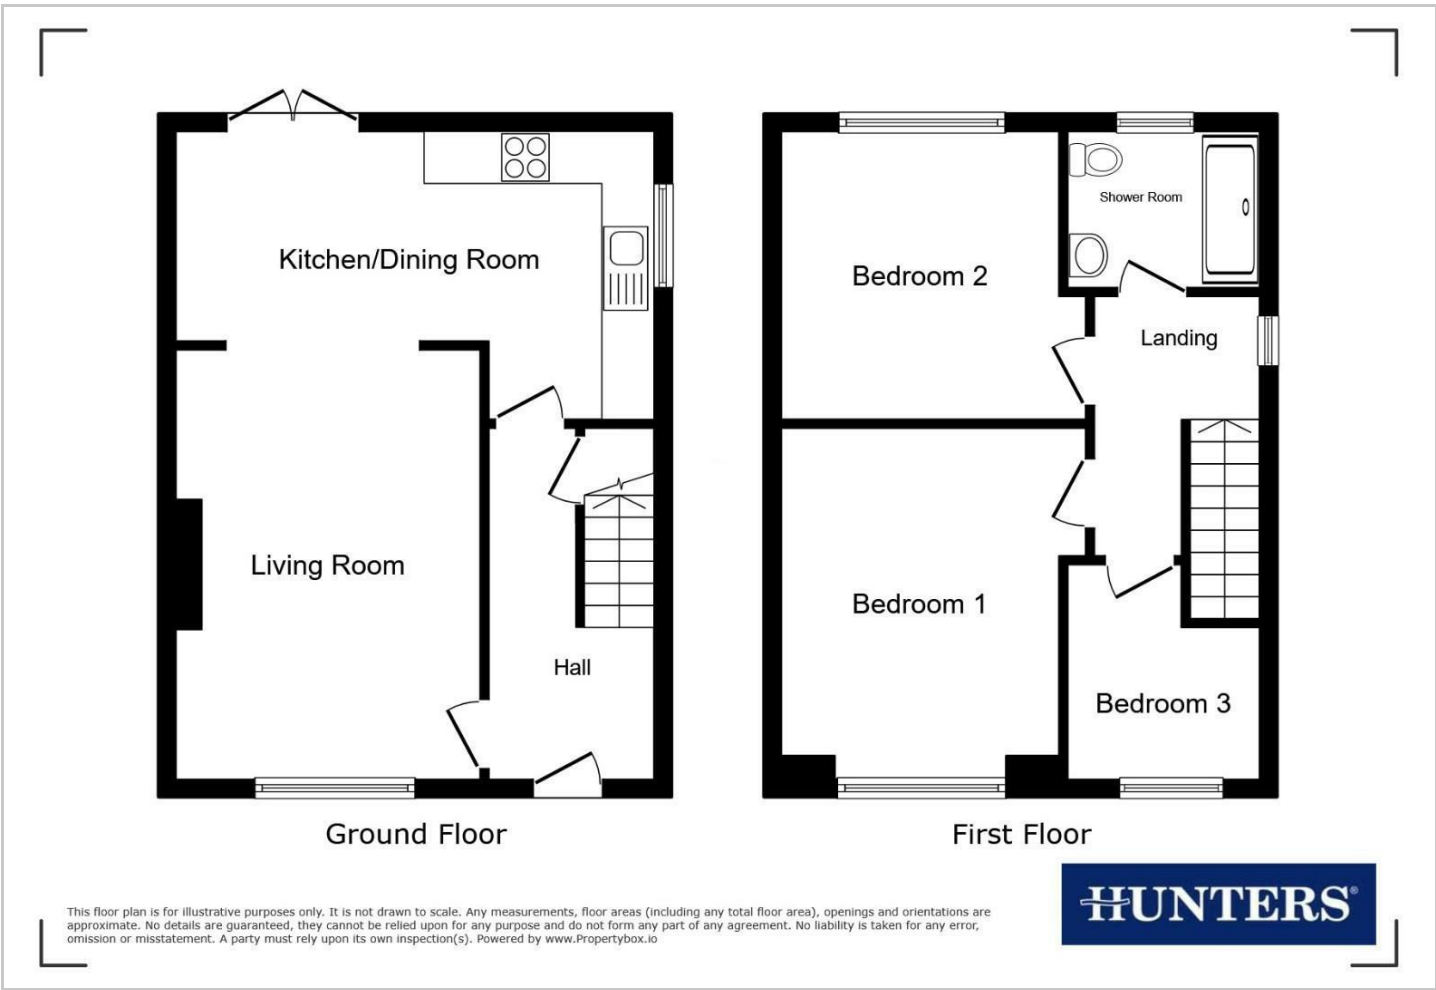 Kitchen/Dining Room
Living Room
Hall
Ground Floor
Shower Room
Bedroom 2
Landing
Bedroom 1
Bedroom 3
First Floor
HUNTERS®
This floor plan is for illustrative purposes only. It is not drawn to scale. Any measurements, floor areas (including any total floor area), openings and orientations are
approximate. No details are guaranteed, they cannot be relied upon for any purpose and do not form any part of any agreement. No liability is taken for any error,
omission or misstatement. A party must rely upon its own inspection(s). Powered by www.Propertybox.io